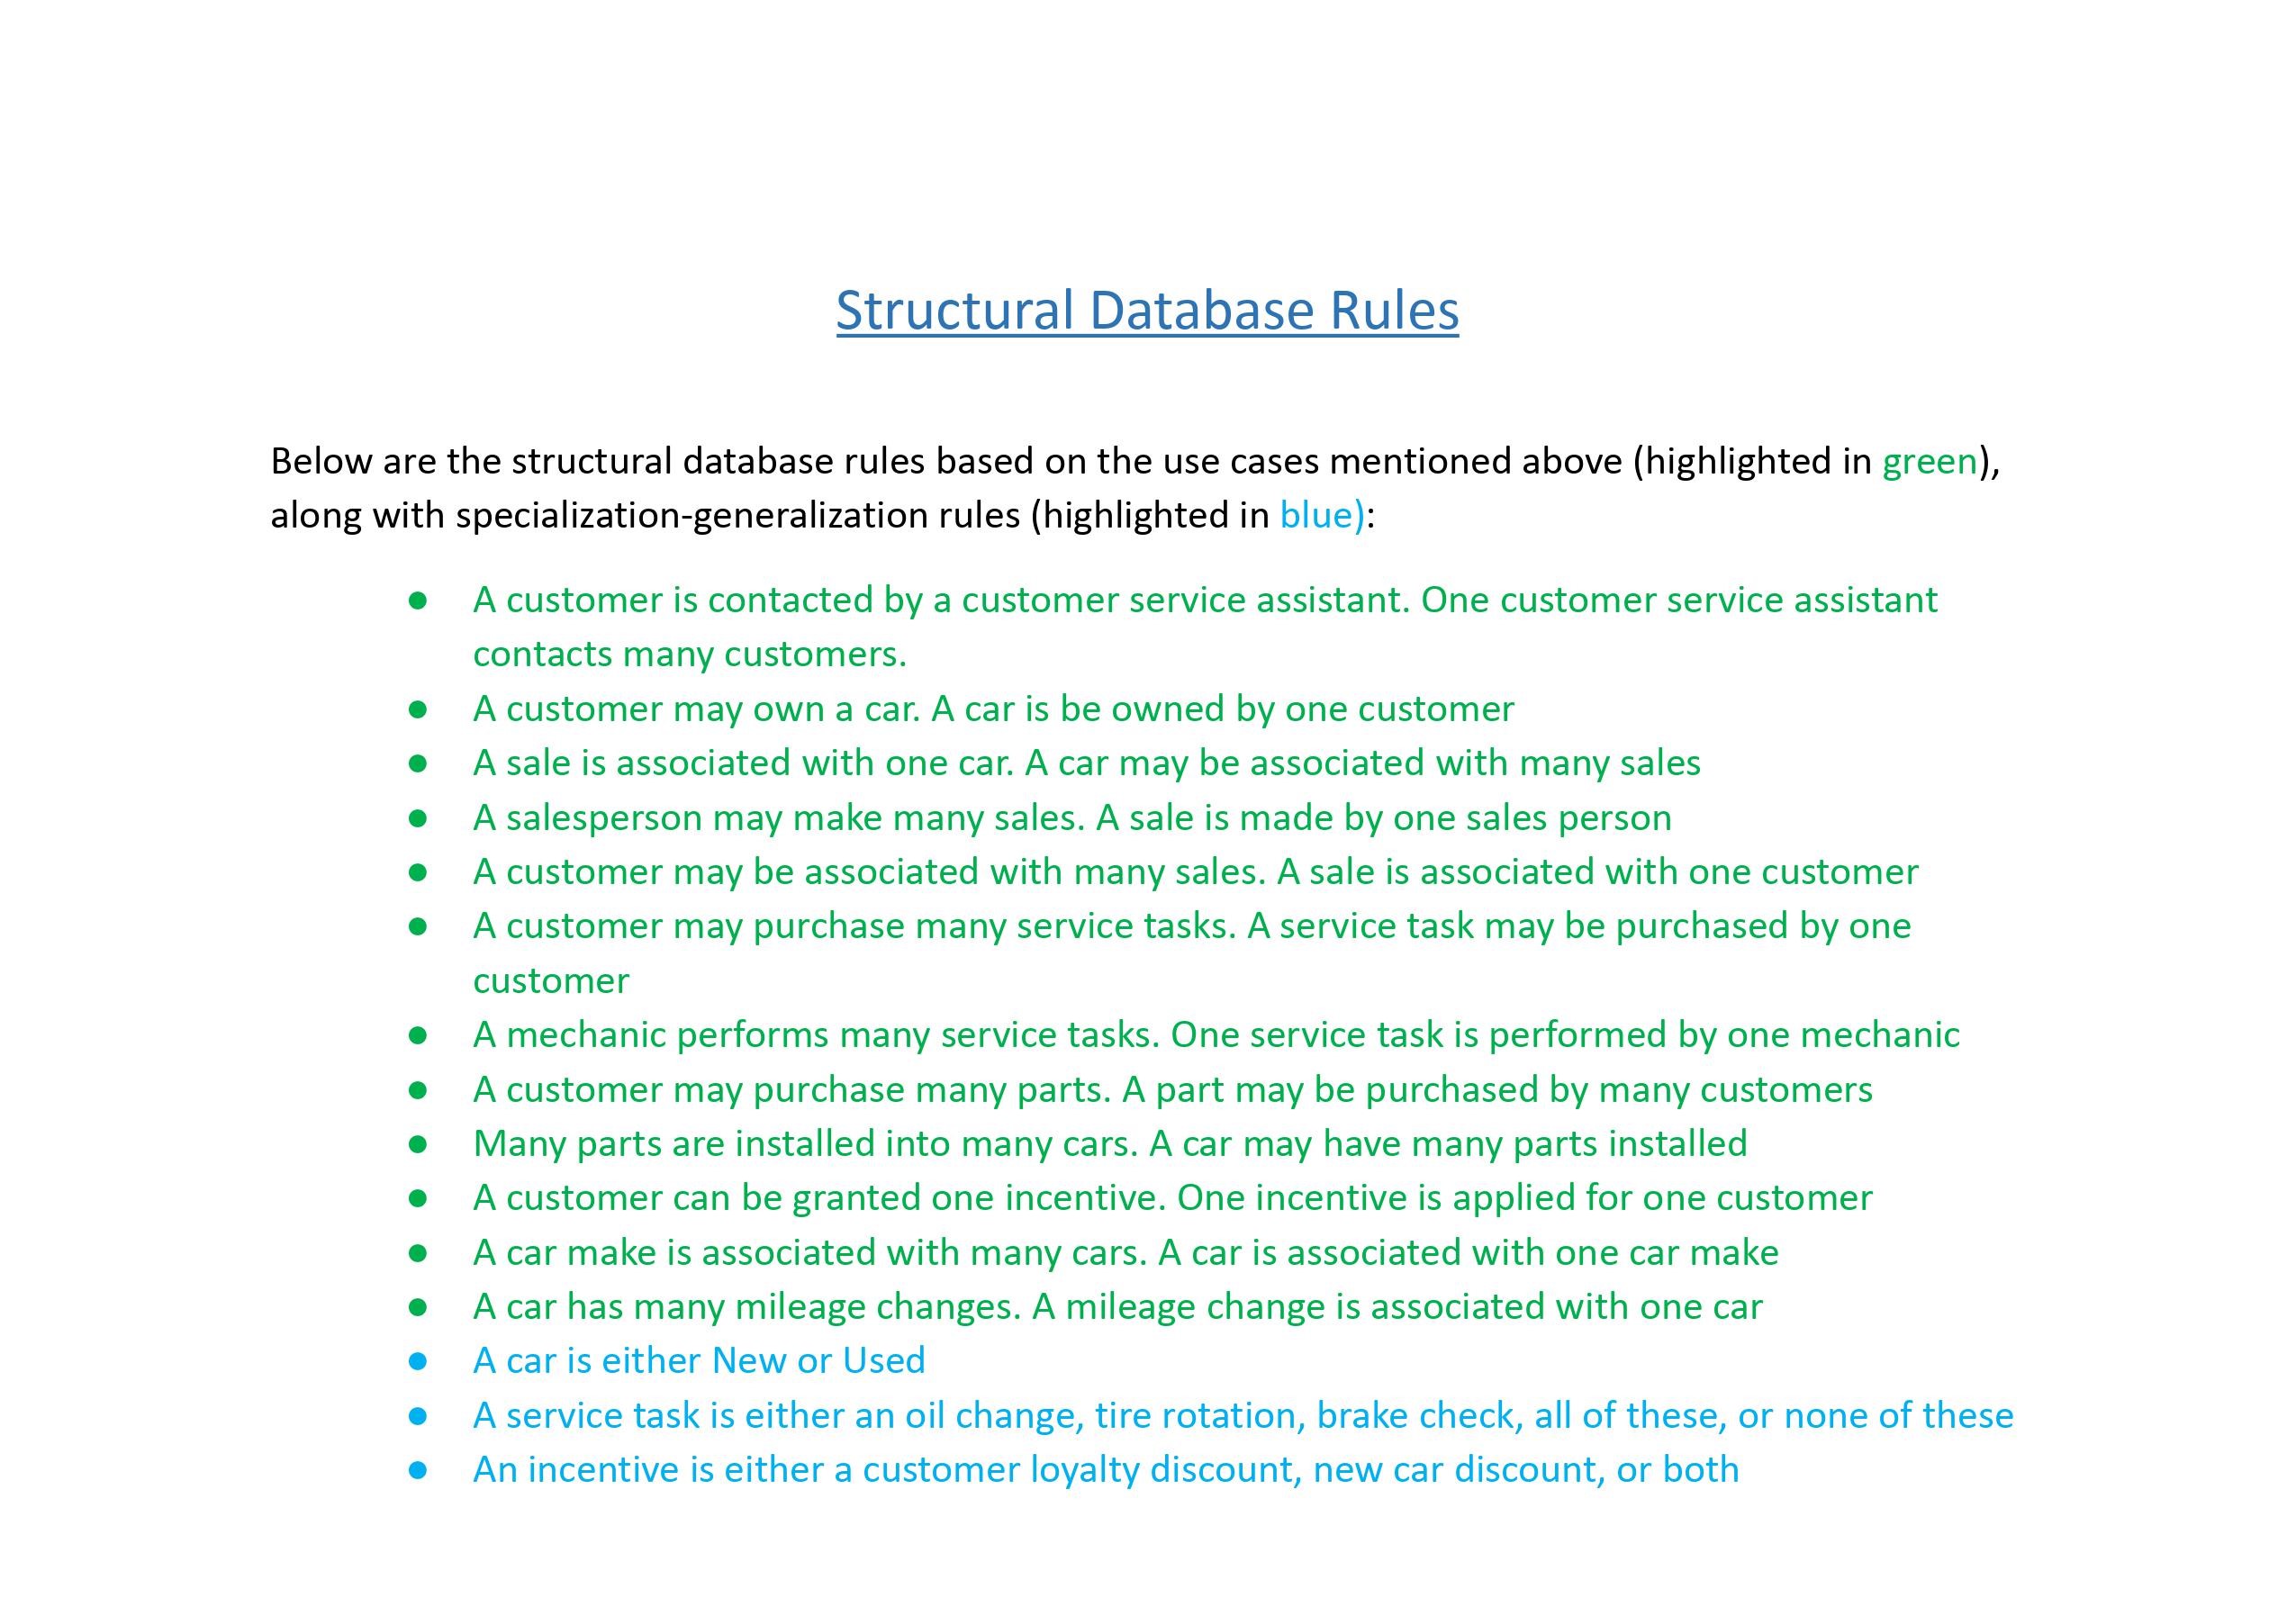 Structural Database Rules
Below are the structural database rules based on the use cases mentioned above (highlighted in green),
along with specialization-generalization rules (highlighted in blue):
● A customer is contacted by a customer service assistant. One customer service assistant
contacts many customers.
● A customer may own a car. A car is be owned by one customer
● A sale is associated with one car. A car may be associated with many sales
● A salesperson may make many sales. A sale is made by one sales person
● A customer may be associated with many sales. A sale is associated with one customer
● A customer may purchase many service tasks. A service task may be purchased by one
customer
● A mechanic performs many service tasks. One service task is performed by one mechanic
● A customer may purchase many parts. A part may be purchased by many customers
● Many parts are installed into many cars. A car may have many parts installed
● A customer can be granted one incentive. One incentive is applied for one customer
● A car make is associated with many cars. A car is associated with one car make
● A car has many mileage changes. A mileage change is associated with one car
● A car is either New or Used
● A service task is either an oil change, tire rotation, brake check, all of these, or none of these
● An incentive is either a customer loyalty discount, new car discount, or both